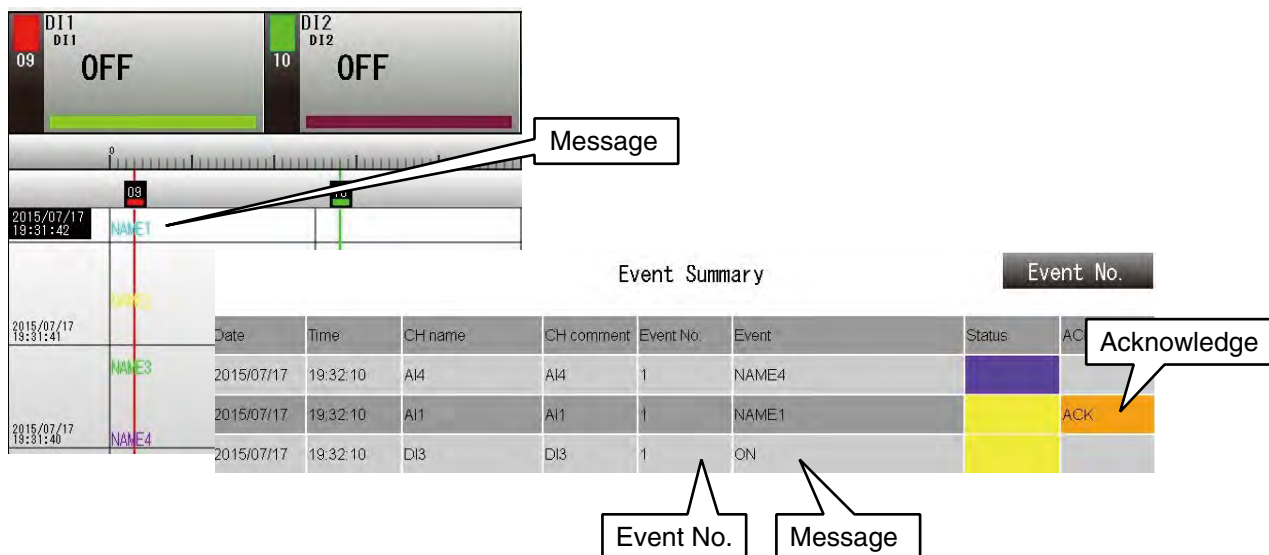 DI1
DI1
09
OFF
DI2
DI2
10
OFF
Message
0
09
10
2015/07/17
19:31:42
NAME1
2015/07/17
19:31:41
NAME3
2015/07/17
19:31:40
NAME4
Event Summary
Event No.
Date Time CH name CH comment Event No. Event Status
Acknowledge
2015/07/17 19:32:10 AI4 AI4 1 NAME4
2015/07/17 19:32:10 AI1 AI1 1 NAME1 ACK
2015/07/17 19:32:10 DI3 DI3 1 ON
Event No.
Message